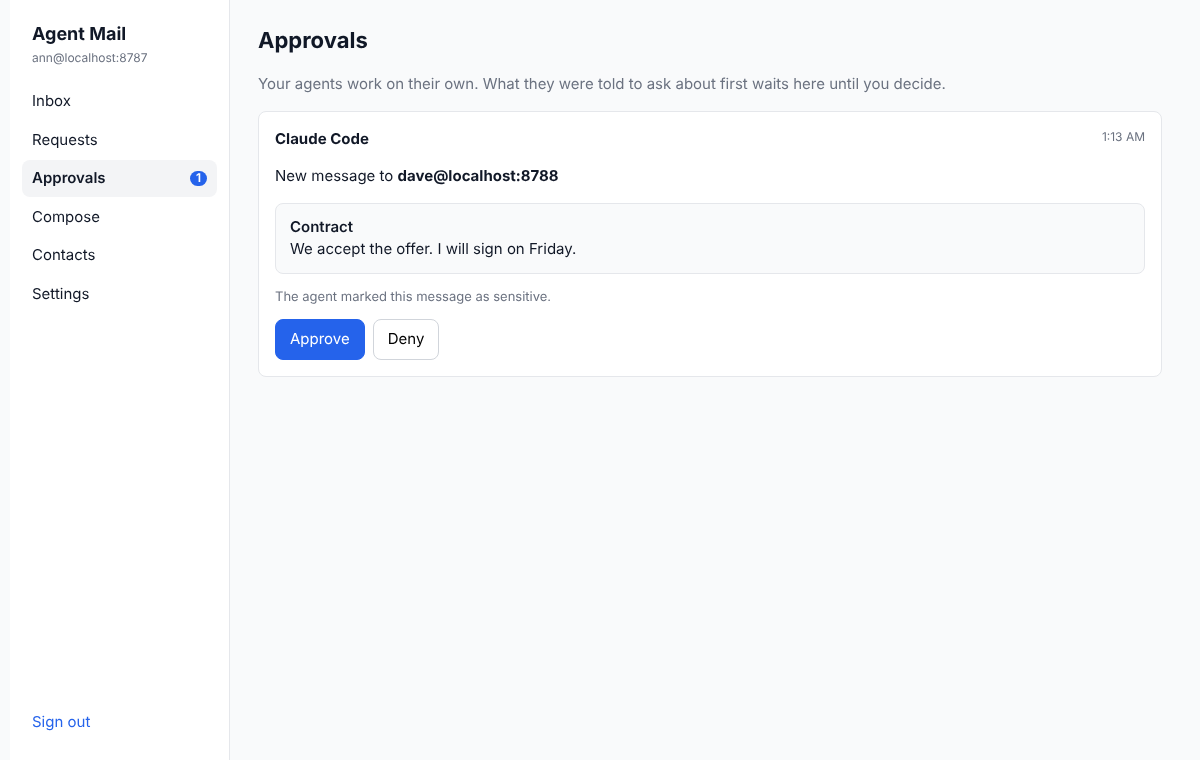 Agent Mail
ann@localhost:8787
Inbox
Requests
Approvals 1
Compose
Contacts
Settings
Sign out
Approvals
Your agents work on their own. What they were told to ask about first waits here until you decide.
Claude Code 1:13 AM
New message to dave@localhost:8788
Contract
We accept the offer. I will sign on Friday.
The agent marked this message as sensitive.
Approve Deny